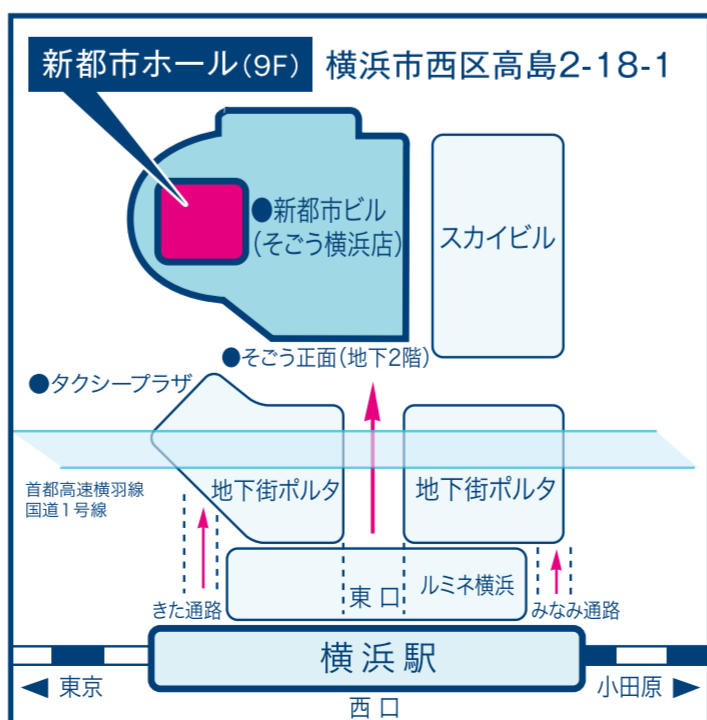 新都市ホール(9F)
横浜市西区高島2-18-1
●新都市ビル
(そごう横浜店)
スカイビル
●そごう正面(地下2階)
●タクシープラザ
首都高速横羽線
国道1号線
地下街ポルタ
地下街ポルタ
きた通路
東口
ルミネ横浜
みなみ通路
横浜駅
東京
小田原
西口